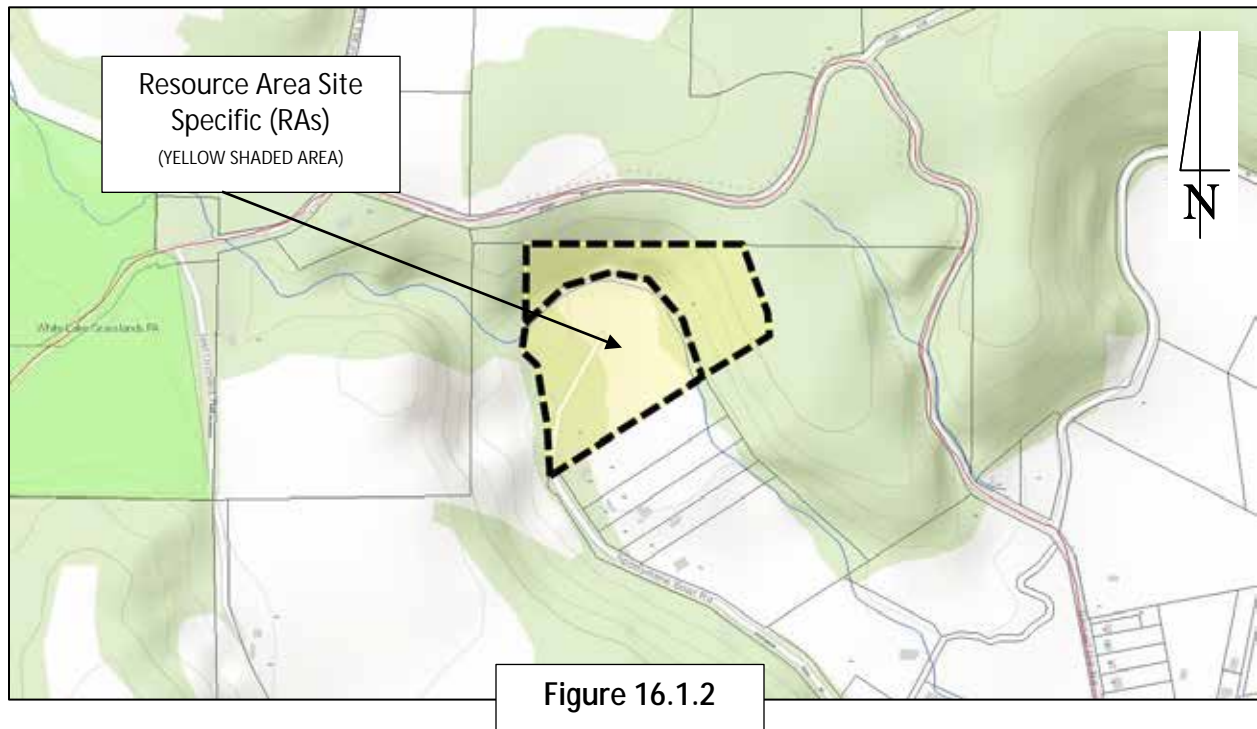 Resource Area Site
Specific (RAs)
(YELLOW SHADED AREA)
N
White Lake Grasslands PA
Figure 16.1.2